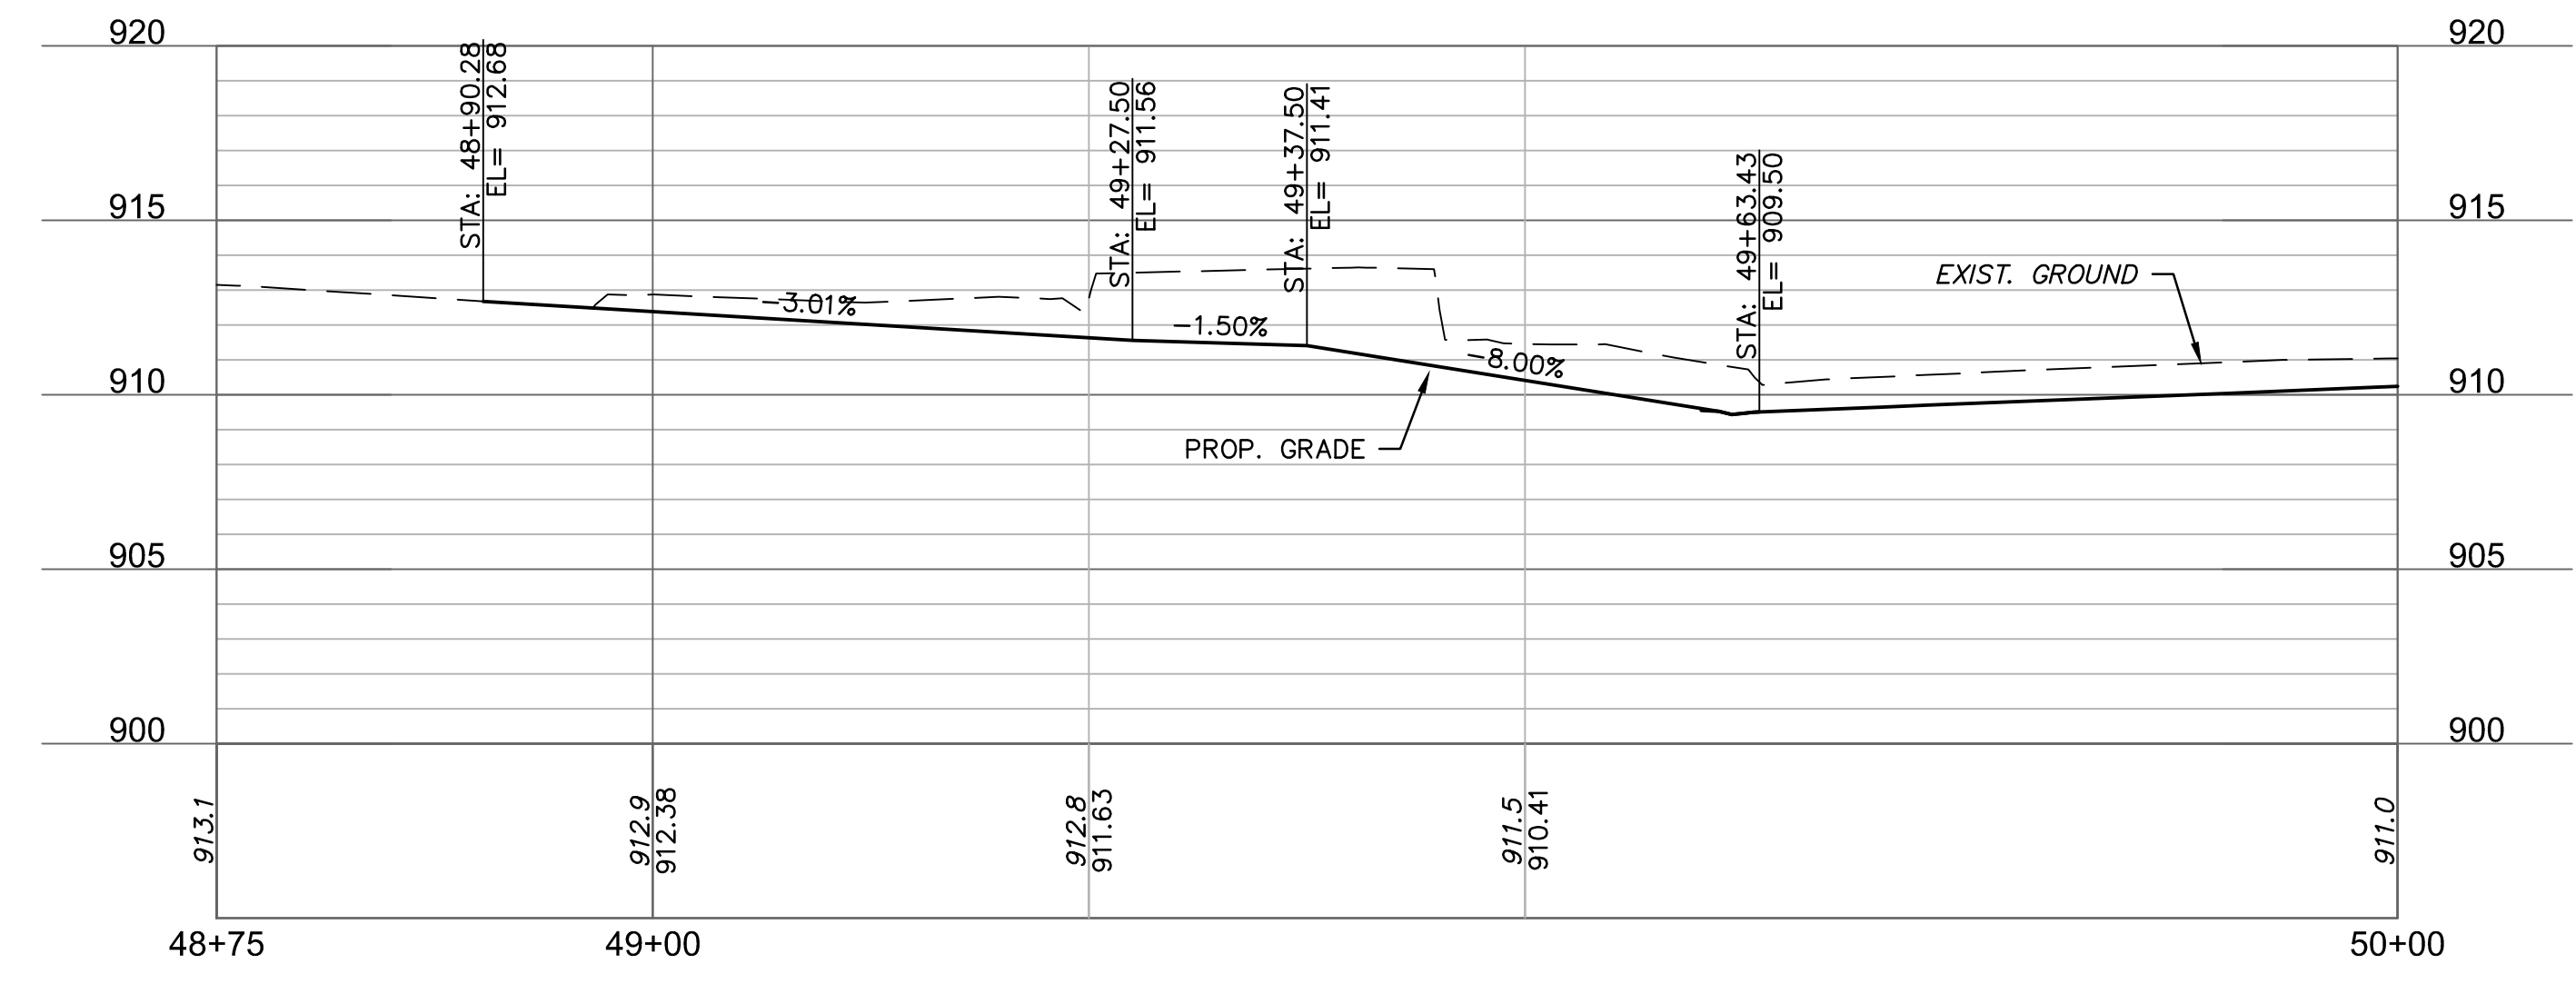 920
920
STA: 48+90.28
EL= 912.68
STA: 49+27.50
EL= 911.56
STA: 49+37.50
EL= 911.41
STA: 49+63.43
EL= 909.50
915
915
EXIST. GROUND
-3.01%
-1.50%
-8.00%
910
910
PROP. GRADE
905
905
900
900
913.1
912.9
912.38
912.8
911.63
911.5
910.41
911.0
48+75
49+00
50+00